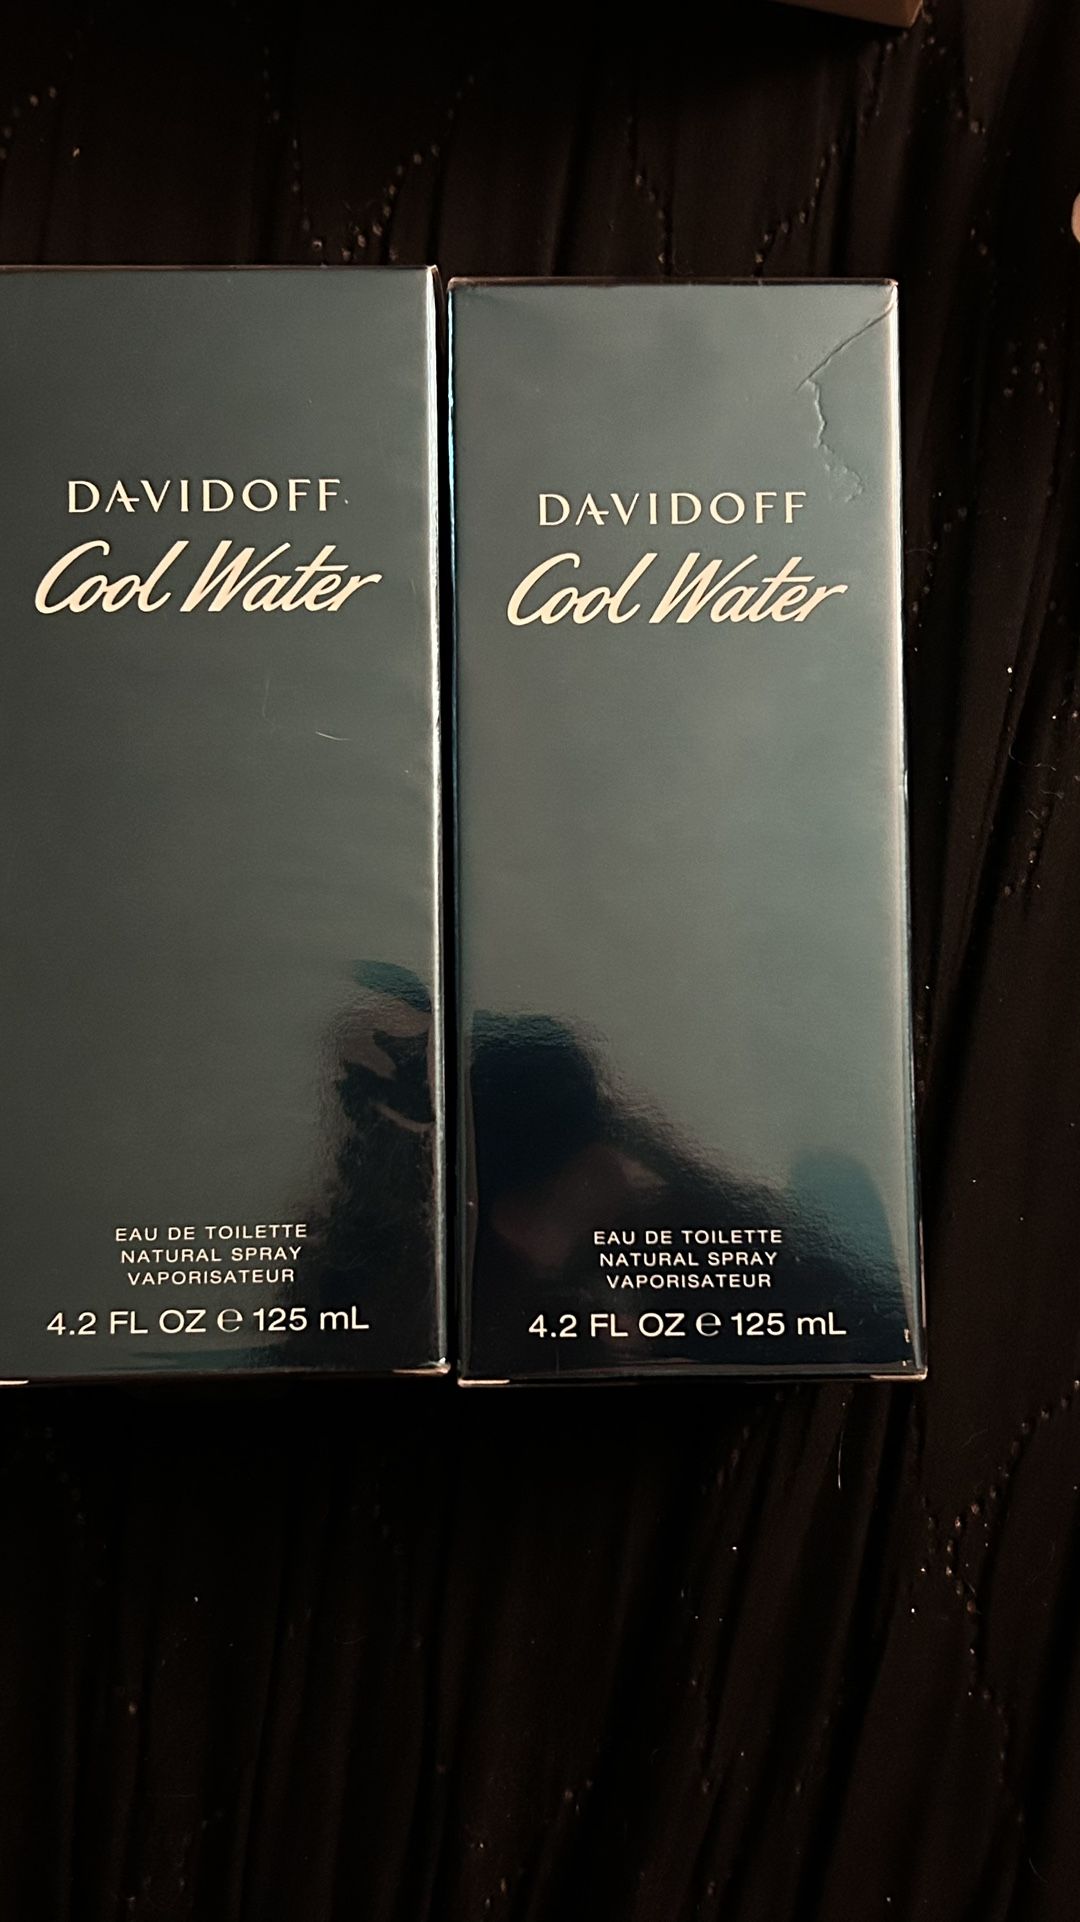 DAVIDOFF
Cool Water
EAU DE TOILETTE
NATURAL SPRAY
VAPORISATEUR
4.2 FL OZ ℮ 125 mL
DAVIDOFF
Cool Water
EAU DE TOILETTE
NATURAL SPRAY
VAPORISATEUR
4.2 FL OZ ℮ 125 mL